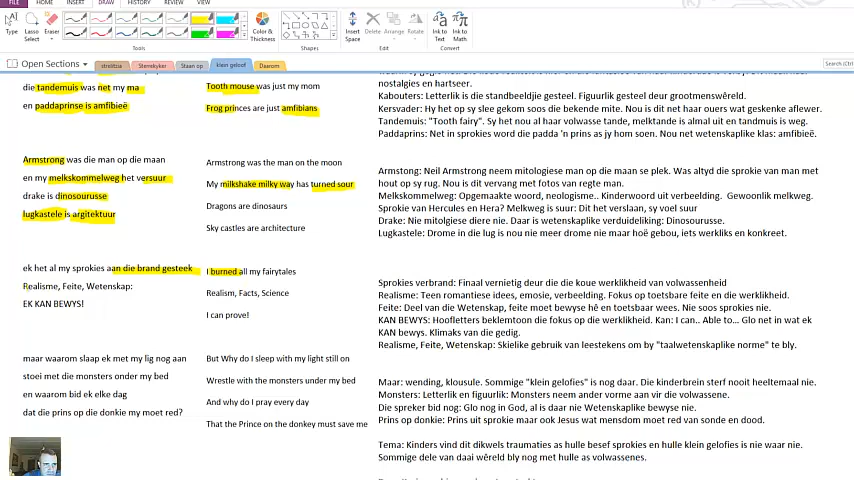 FILE HOME INSERT DRAW HISTORY REVIEW VIEW
Type Lasso Select Eraser
Color & Thickness
Insert Space Delete Arrange Rotate
Ink to Text Ink to Math
Tools Shapes Edit Convert
Open Sections struktisa Sterrekyker Staan op klein geloof Daarom Search (Ctrl
nostalgies en hartseer.
die tandemuis was net my ma
en paddaprinse is amfibieë
Tooth mouse was just my mom
Frog princes are just amfibians
Kabouters: Letterlik is die standbeeldjie gesteel. Figuurlik gesteel deur grootmenswêreld.
Kersvader: Hy het op sy slee gekom soos die bekende mite. Nou is dit net haar ouers wat geskenke aflewer.
Tandemuis: "Tooth fairy". Sy het nou al haar volwasse tande, melktande is almal uit en tandmuis is weg.
Paddaprins: Net in sprokies word die padda 'n prins as jy hom soen. Nou net wetenskaplike klas: amfibieë.
Armstrong was die man op die maan
en my melkskommelweg het versuur
drake is dinosourusse
lugkastele is argitektuur
Armstrong was the man on the moon
My milkshake milky way has turned sour
Dragons are dinosaurs
Sky castles are architecture
Armstong: Neil Armstrong neem mitologiese man op die maan se plek. Was altyd die sprokie van man met
hout op sy rug. Nou is dit vervang met fotos van regte man.
Melkskommelweg: Opgemaakte woord, neologisme.. Kinderwoord uit verbeelding. Gewoonlik melkweg.
Sprokie van Hercules en Hera? Melkweg is suur: Dit het verslaan, sy voel suur
Drake: Nie mitolgiese diere nie. Daar is wetenskaplike verduideliking: Dinosourusse.
Lugkastele: Drome in die lug is nou nie meer drome nie maar hoë gebou, iets werkliks en konkreet.
ek het al my sprokies aan die brand gesteek
Realisme, Feite, Wetenskap:
EK KAN BEWYS!
I burned all my fairytales
Realism, Facts, Science
I can prove!
Sprokies verbrand: Finaal vernietig deur die die koue werklikheid van volwassenheid
Realisme: Teen romantiese idees, emosie, verbeelding. Fokus op toetsbare feite en die werklikheid.
Feite: Deel van die Wetenskap, feite moet bewyse hê en toetsbaar wees. Nie soos sprokies nie.
KAN BEWYS: Hoofletters beklemtoon die fokus op die werklikheid. Kan: I can.. Able to... Glo net in wat ek
KAN bewys. Klimaks van die gedig.
Realisme, Feite, Wetenskap: Skielike gebruik van leestekens om by "taalwetenskaplike norme" te bly.
maar waarom slaap ek met my lig nog aan
stoei met die monsters onder my bed
en waarom bid ek elke dag
dat die prins op die donkie my moet red?
But Why do I sleep with my light still on
Wrestle with the monsters under my bed
And why do I pray every day
That the Prince on the donkey must save me
Maar: wending, klousule. Sommige "klein gelofies" is nog daar. Die kinderbrein sterf nooit heeltemaal nie.
Monsters: Letterlik en figuurlik: Monsters neem ander vorme aan vir die volwassene.
Die spreker bid nog: Glo nog in God, al is daar nie Wetenskaplike bewyse nie.
Prins op donkie: Prins uit sprokie maar ook Jesus wat mensdom moet red van sonde en dood.
Tema: Kinders vind dit dikwels traumaties as hulle besef sprokies en hulle klein gelofies is nie waar nie.
Sommige dele van daai wêreld bly nog met hulle as volwassenes.